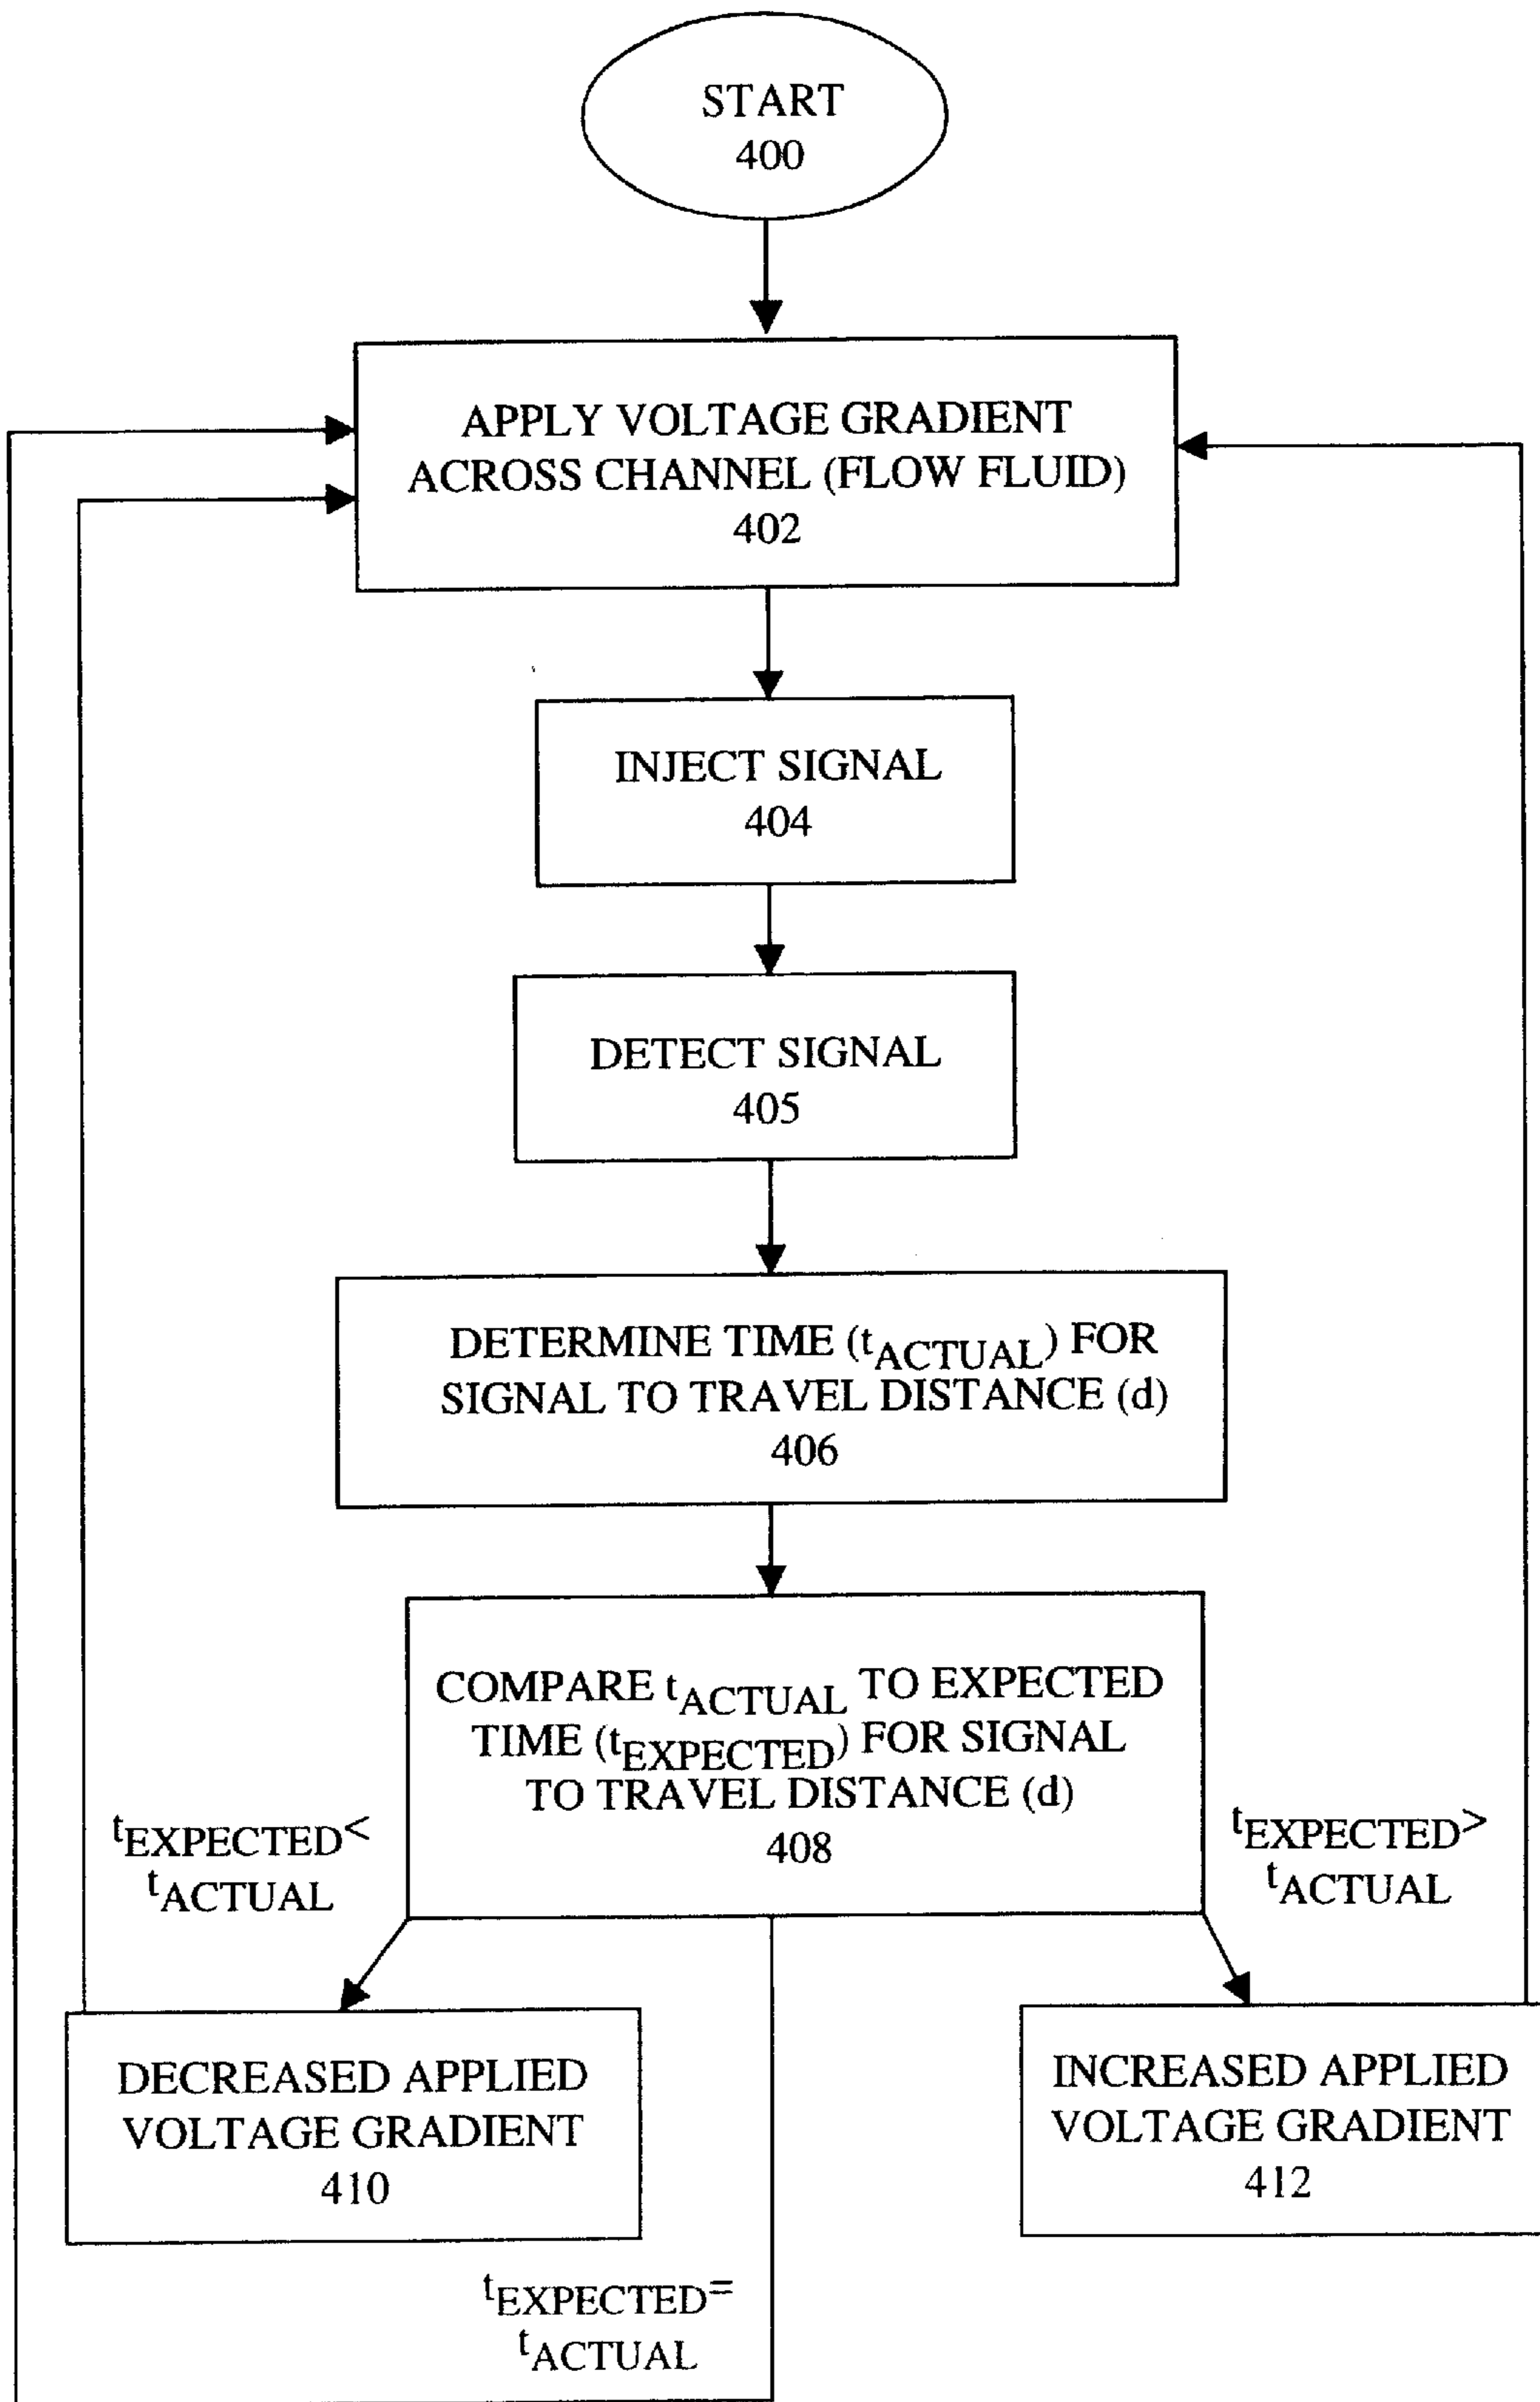 START
400
APPLY VOLTAGE GRADIENT
ACROSS CHANNEL (FLOW FLUID)
402
INJECT SIGNAL
404
DETECT SIGNAL
405
DETERMINE TIME (tACTUAL) FOR
SIGNAL TO TRAVEL DISTANCE (d)
406
COMPARE tACTUAL TO EXPECTED
TIME (tEXPECTED) FOR SIGNAL
TO TRAVEL DISTANCE (d)
408
tEXPECTED<
tACTUAL
tEXPECTED>
tACTUAL
DECREASED APPLIED
VOLTAGE GRADIENT
410
INCREASED APPLIED
VOLTAGE GRADIENT
412
tEXPECTED=
tACTUAL